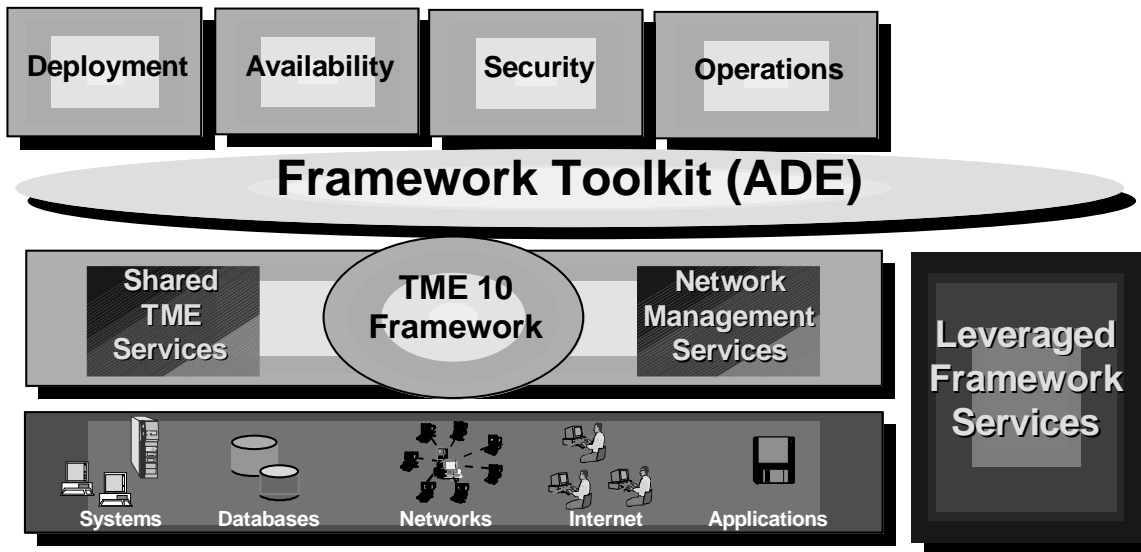 Deployment
Availability
Security
Operations
Framework Toolkit (ADE)
Shared
TME
Services
TME 10
Framework
Network
Management
Services
Leveraged
Framework
Services
Systems
Databases
Networks
Internet
Applications